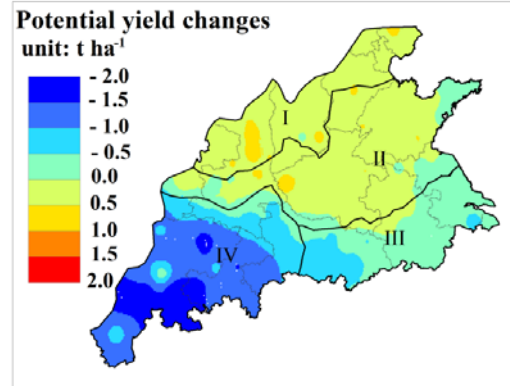 Potential yield changes
unit: t ha-1
- 2.0
- 1.5
- 1.0
- 0.5
0.0
0.5
1.0
1.5
2.0
I
II
III
IV